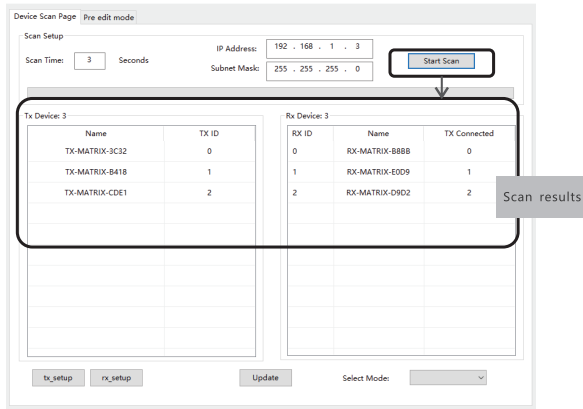 Device Scan Page Pre edit mode
Scan Setup
Scan Time: 3 Seconds
IP Address: 192 . 168 . 1 . 3
Subnet Mask: 255 . 255 . 255 . 0
Start Scan
Tx Device: 3
Name TX ID
TX-MATRIX-3C32 0
TX-MATRIX-B418 1
TX-MATRIX-CDE1 2
Rx Device: 3
RX ID Name TX Connected
0 RX-MATRIX-B8BB 0
1 RX-MATRIX-E0D9 1
2 RX-MATRIX-D9D2 2
Scan results
tx_setup rx_setup Update Select Mode: